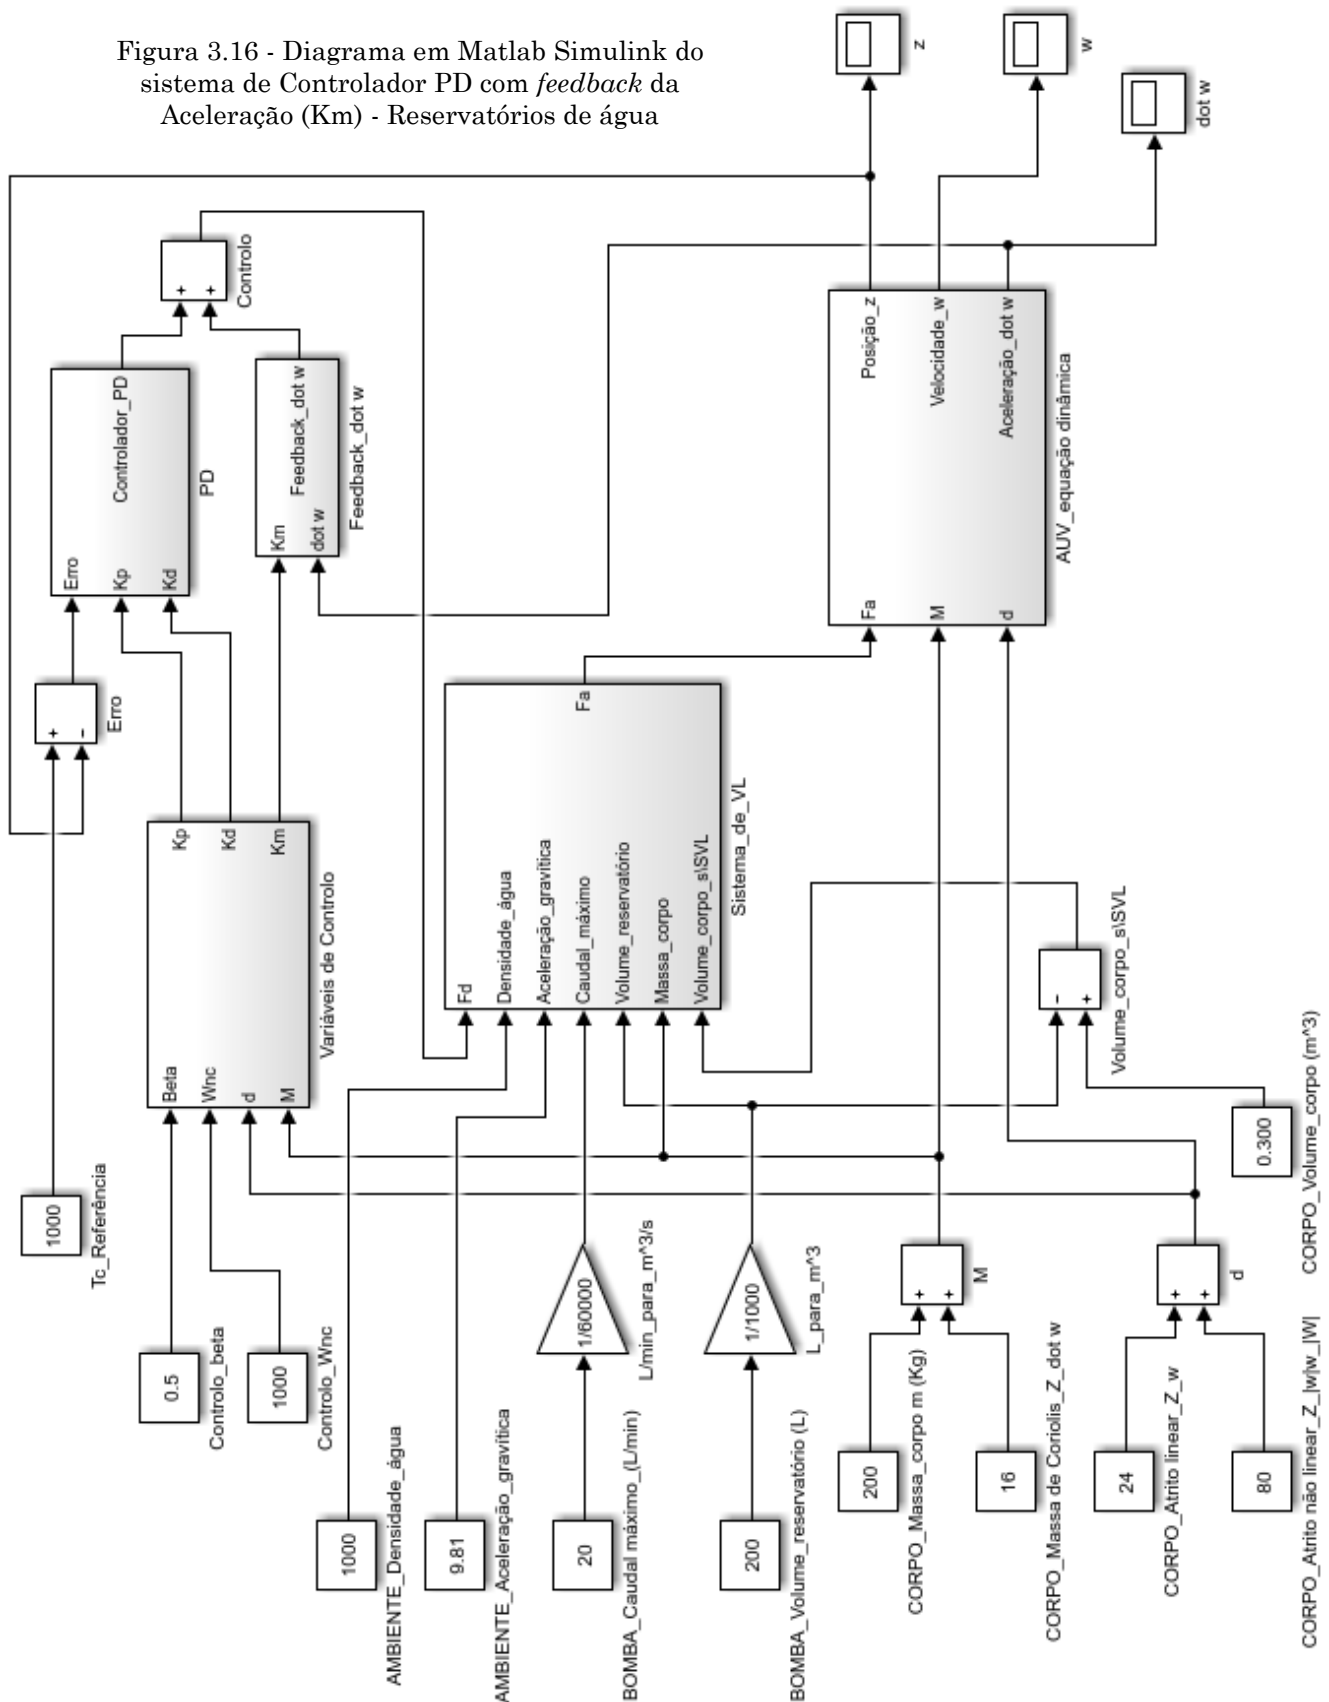 Figura 3.16 - Diagrama em Matlab Simulink do
sistema de Controlador PD com feedback da
Aceleração (Km) - Reservatórios de água
z
w
dot w
+
+
Controlo
Controlador_PD
Erro
Kp
Kd
PD
Feedback_dot w
Km
dot w
Feedback_dot w
Posição_z
Velocidade_w
Aceleração_dot w
Fa
M
d
AUV_equação dinâmica
+
−
Erro
Kp
Kd
Km
Beta
Wnc
d
M
Variáveis de Controlo
Fa
Fd
Densidade_água
Aceleração_gravítica
Caudal_máximo
Volume_reservatório
Massa_corpo
Volume_corpo_s\SVL
Sistema_de_VL
−
+
Volume_corpo_s\SVL
1000
Tc_Referência
0.5
Controlo_beta
1000
Controlo_Wnc
1000
AMBIENTE_Densidade_água
9.81
AMBIENTE_Aceleração_gravítica
20
BOMBA_Caudal máximo_(L/min)
1/60000
L/min_para_m^3/s
200
BOMBA_Volume_reservatório (L)
1/1000
L_para_m^3
200
CORPO_Massa_corpo m (Kg)
16
CORPO_Massa de Coriolis_Z_dot w
+
+
M
24
CORPO_Atrito linear_Z_w
80
CORPO_Atrito não linear_Z_|w|w_|W|
+
+
d
0.300
CORPO_Volume_corpo (m^3)